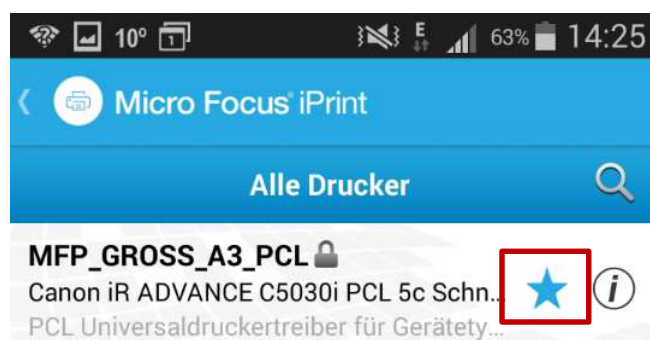 10° 1 E 63% 14:25
Micro Focus® iPrint
Alle Drucker
MFP_GROSS_A3_PCL
Canon iR ADVANCE C5030i PCL 5c Schn... i
PCL Universaldruckertreiber für Gerätety...